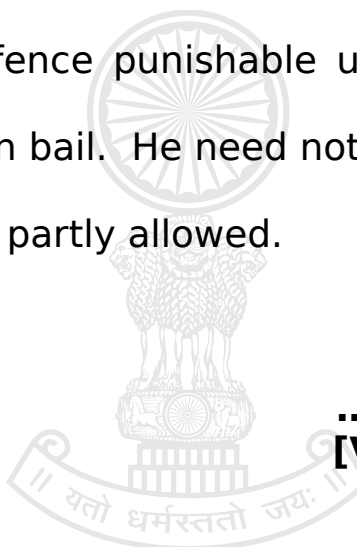 fence punishable u
n bail. He need not
partly allowed.
..
[V
॥ यतो धर्मस्ततो जयः ॥